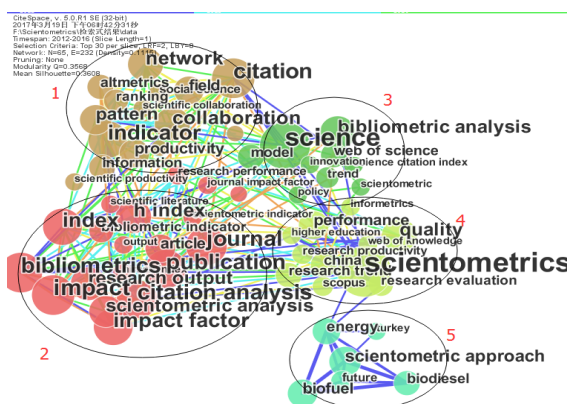 CiteSpace, v. 5.0.R1 SE (32-bit)
2017年3月19日 下午06时42分31秒
F:\Scientometrics\检索式结果\data
Timespan: 2012-2016 (Slice Length=1)
Selection Criteria: Top 30 per slice, LRF=2, LBY=8
Network: N=65, E=232 (Density=0.1115)
Pruning: None
Modularity Q=0.3568
Mean Silhouette=0.3608
network
citation
1
altmetrics
field
social science
ranking
scientific collaboration
pattern
collaboration
indicator
productivity
information
scientific productivity
3
bibliometric analysis
science
web of science
model
innovation
science citation index
trend
research performance
journal impact factor
scientometric
policy
informetrics
scientific literature
h index
scientometric indicator
index
bibliometric indicator
output
article
journal
bibliometrics
publication
research output
impact
citation analysis
scientometric analysis
impact factor
2
4
performance
quality
higher education
web of knowledge
research productivity
china
scientometrics
research trend
scopus
research evaluation
5
energy
turkey
scientometric approach
future
biodiesel
biofuel